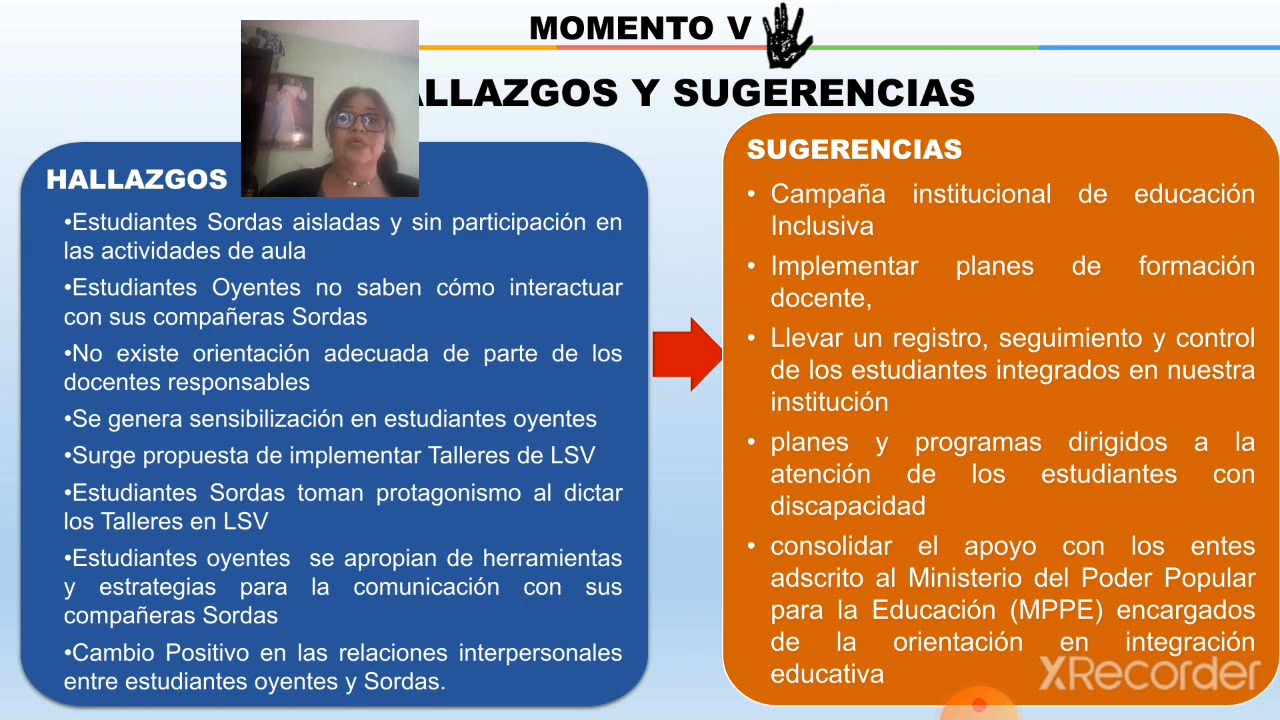 MOMENTO V
ALLAZGOS Y SUGERENCIAS
HALLAZGOS
•Estudiantes Sordas aisladas y sin participación en
las actividades de aula
•Estudiantes Oyentes no saben cómo interactuar
con sus compañeras Sordas
•No existe orientación adecuada de parte de los
docentes responsables
•Se genera sensibilización en estudiantes oyentes
•Surge propuesta de implementar Talleres de LSV
•Estudiantes Sordas toman protagonismo al dictar
los Talleres en LSV
•Estudiantes oyentes se apropian de herramientas
y estrategias para la comunicación con sus
compañeras Sordas
•Cambio Positivo en las relaciones interpersonales
entre estudiantes oyentes y Sordas.
SUGERENCIAS
• Campaña institucional de educación
Inclusiva
• Implementar planes de formación
docente,
• Llevar un registro, seguimiento y control
de los estudiantes integrados en nuestra
institución
• planes y programas dirigidos a la
atención de los estudiantes con
discapacidad
• consolidar el apoyo con los entes
adscrito al Ministerio del Poder Popular
para la Educación (MPPE) encargados
de la orientación en integración
educativa
XRecorder